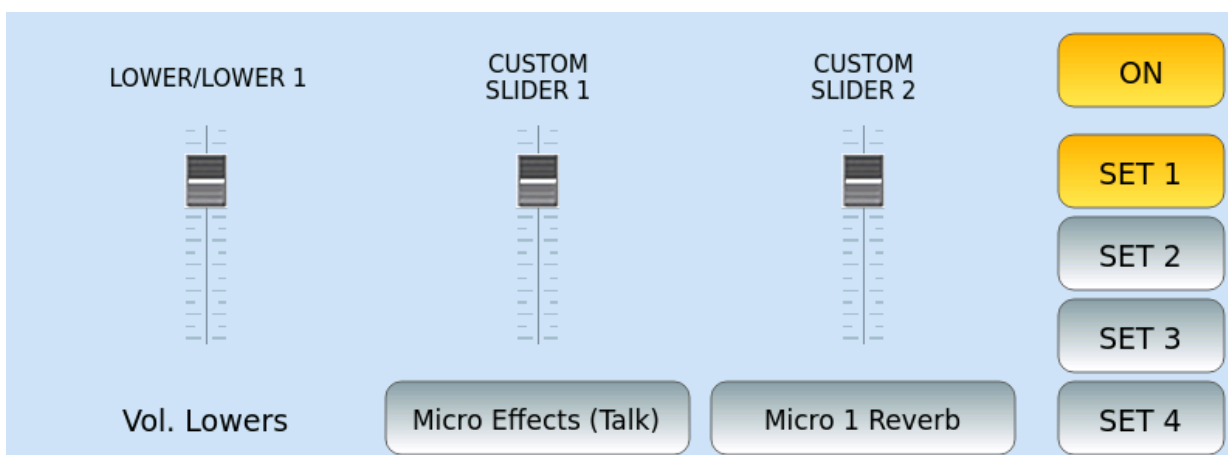 LOWER/LOWER 1
CUSTOM
SLIDER 1
CUSTOM
SLIDER 2
ON
SET 1
SET 2
SET 3
SET 4
Vol. Lowers
Micro Effects (Talk)
Micro 1 Reverb